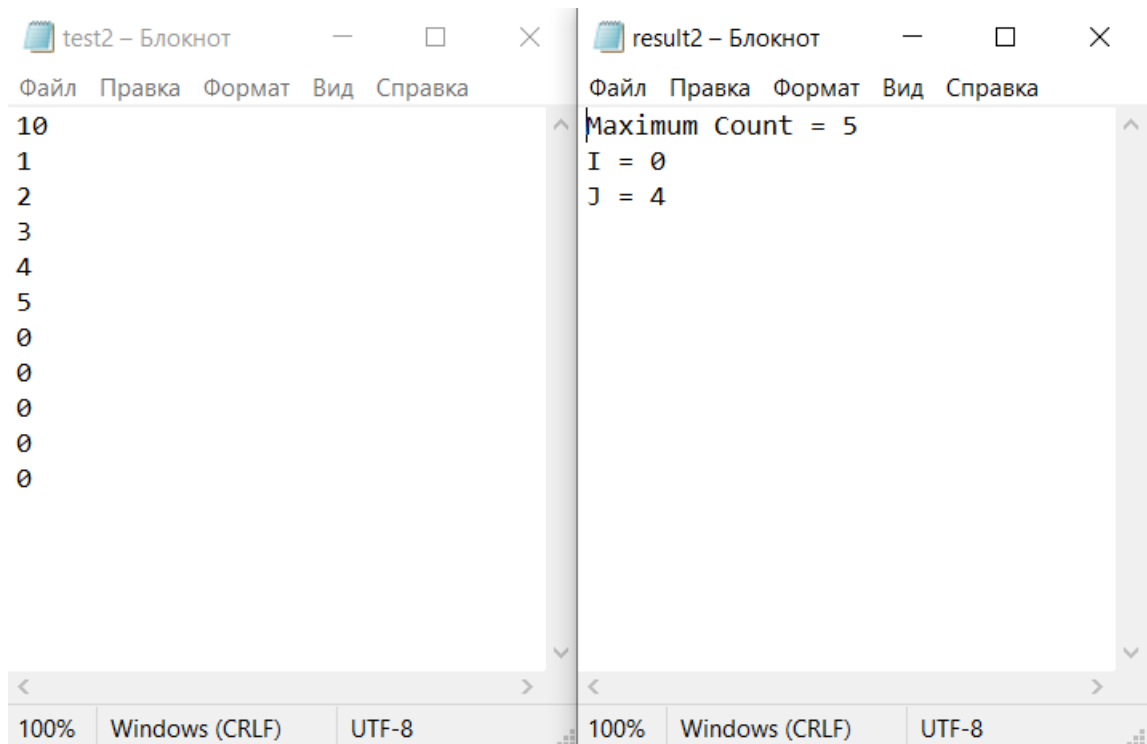 test2 – Блокнот
Файл Правка Формат Вид Справка
10
1
2
3
4
5
0
0
0
0
0
100% Windows (CRLF) UTF-8
result2 – Блокнот
Файл Правка Формат Вид Справка
Maximum Count = 5
I = 0
J = 4
100% Windows (CRLF) UTF-8